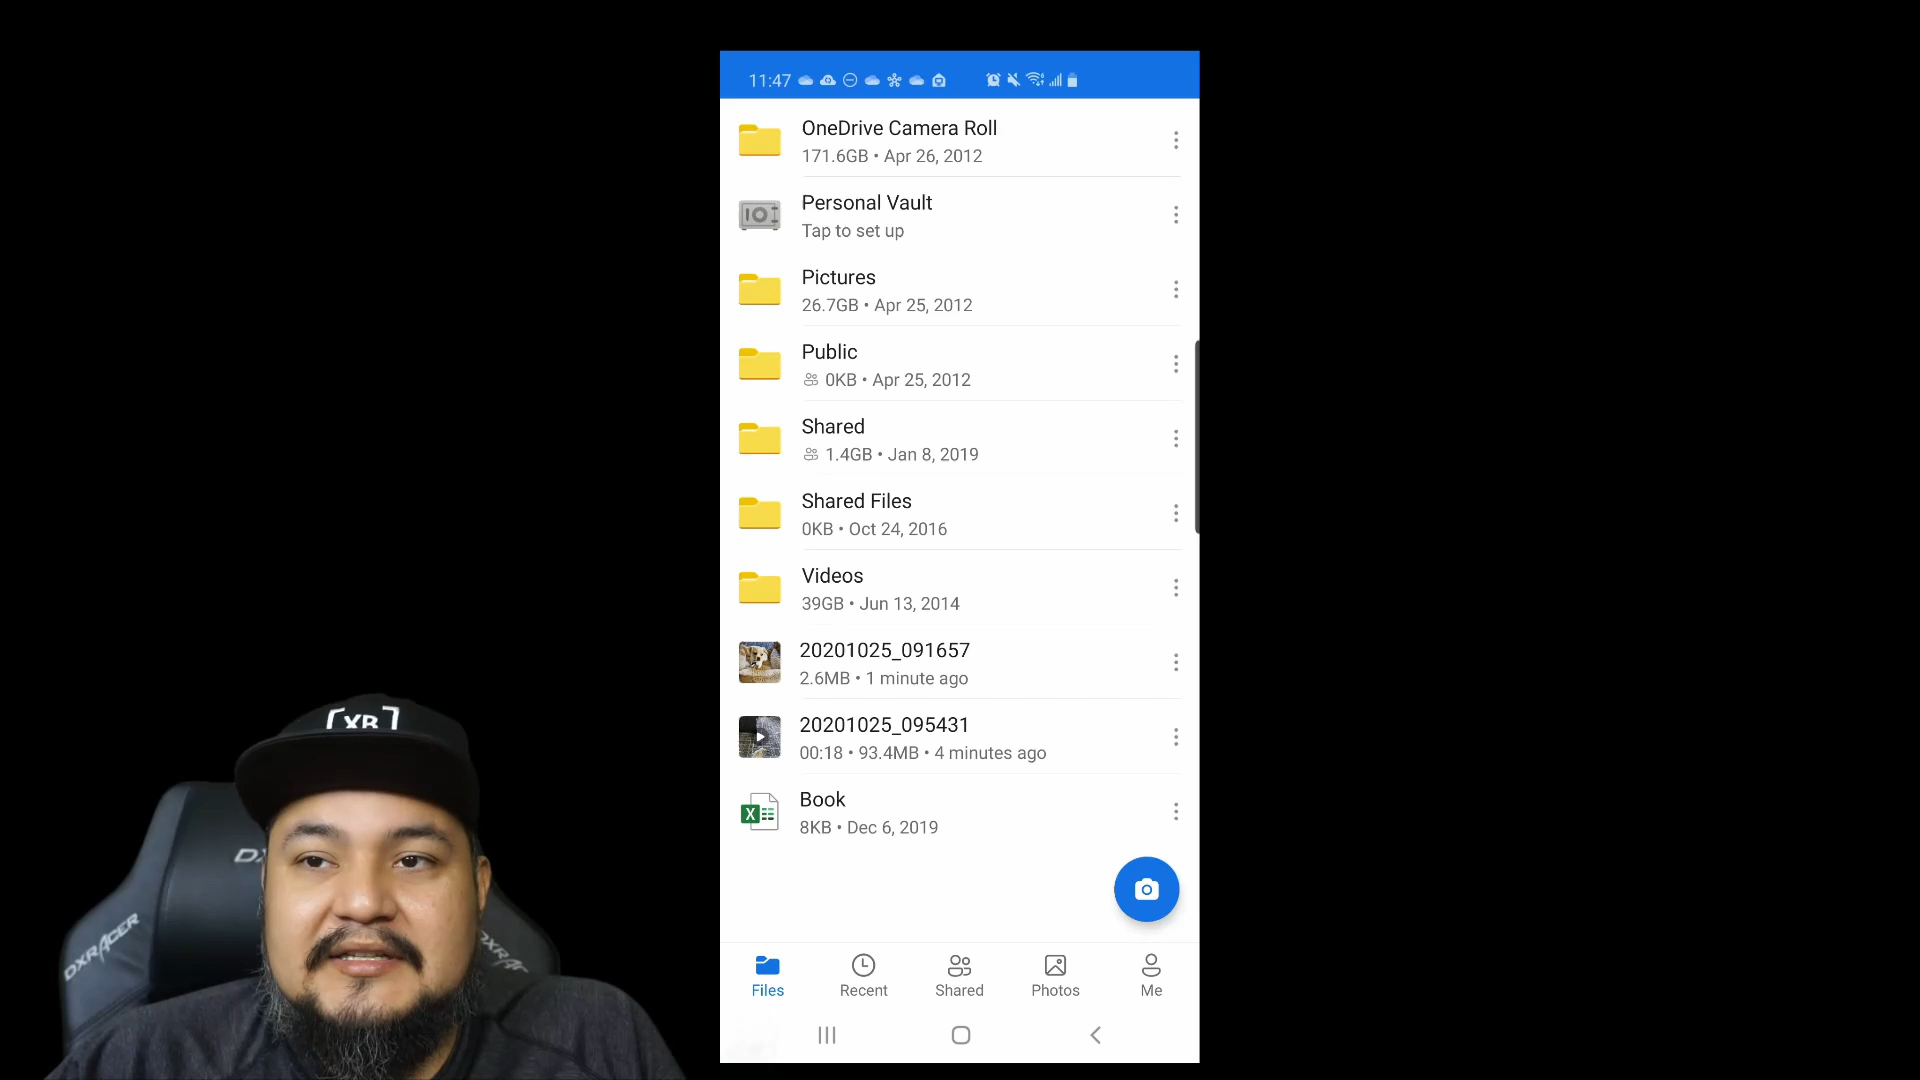 11:47
OneDrive Camera Roll
171.6GB • Apr 26, 2012
Personal Vault
Tap to set up
Pictures
26.7GB • Apr 25, 2012
Public
0KB • Apr 25, 2012
Shared
1.4GB • Jan 8, 2019
Shared Files
0KB • Oct 24, 2016
Videos
39GB • Jun 13, 2014
20201025_091657
2.6MB • 1 minute ago
20201025_095431
00:18 • 93.4MB • 4 minutes ago
X
Book
8KB • Dec 6, 2019
Files
Recent
Shared
Photos
Me
[XB]
DX
DXRACER
DXRA